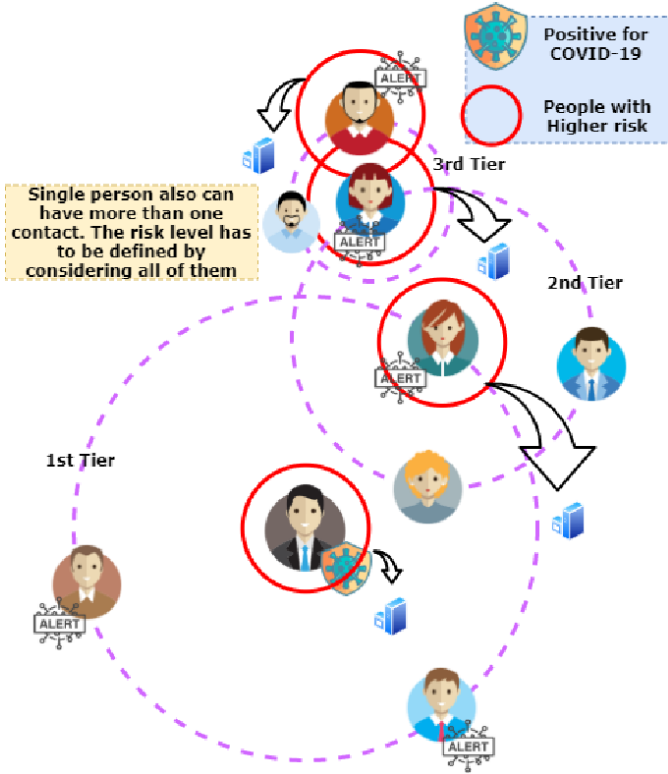 Positive for
COVID-19
People with
Higher risk
ALERT
3rd Tier
Single person also can
have more than one
contact. The risk level has
to be defined by
considering all of them
ALERT
2nd Tier
ALERT
1st Tier
ALERT
ALERT